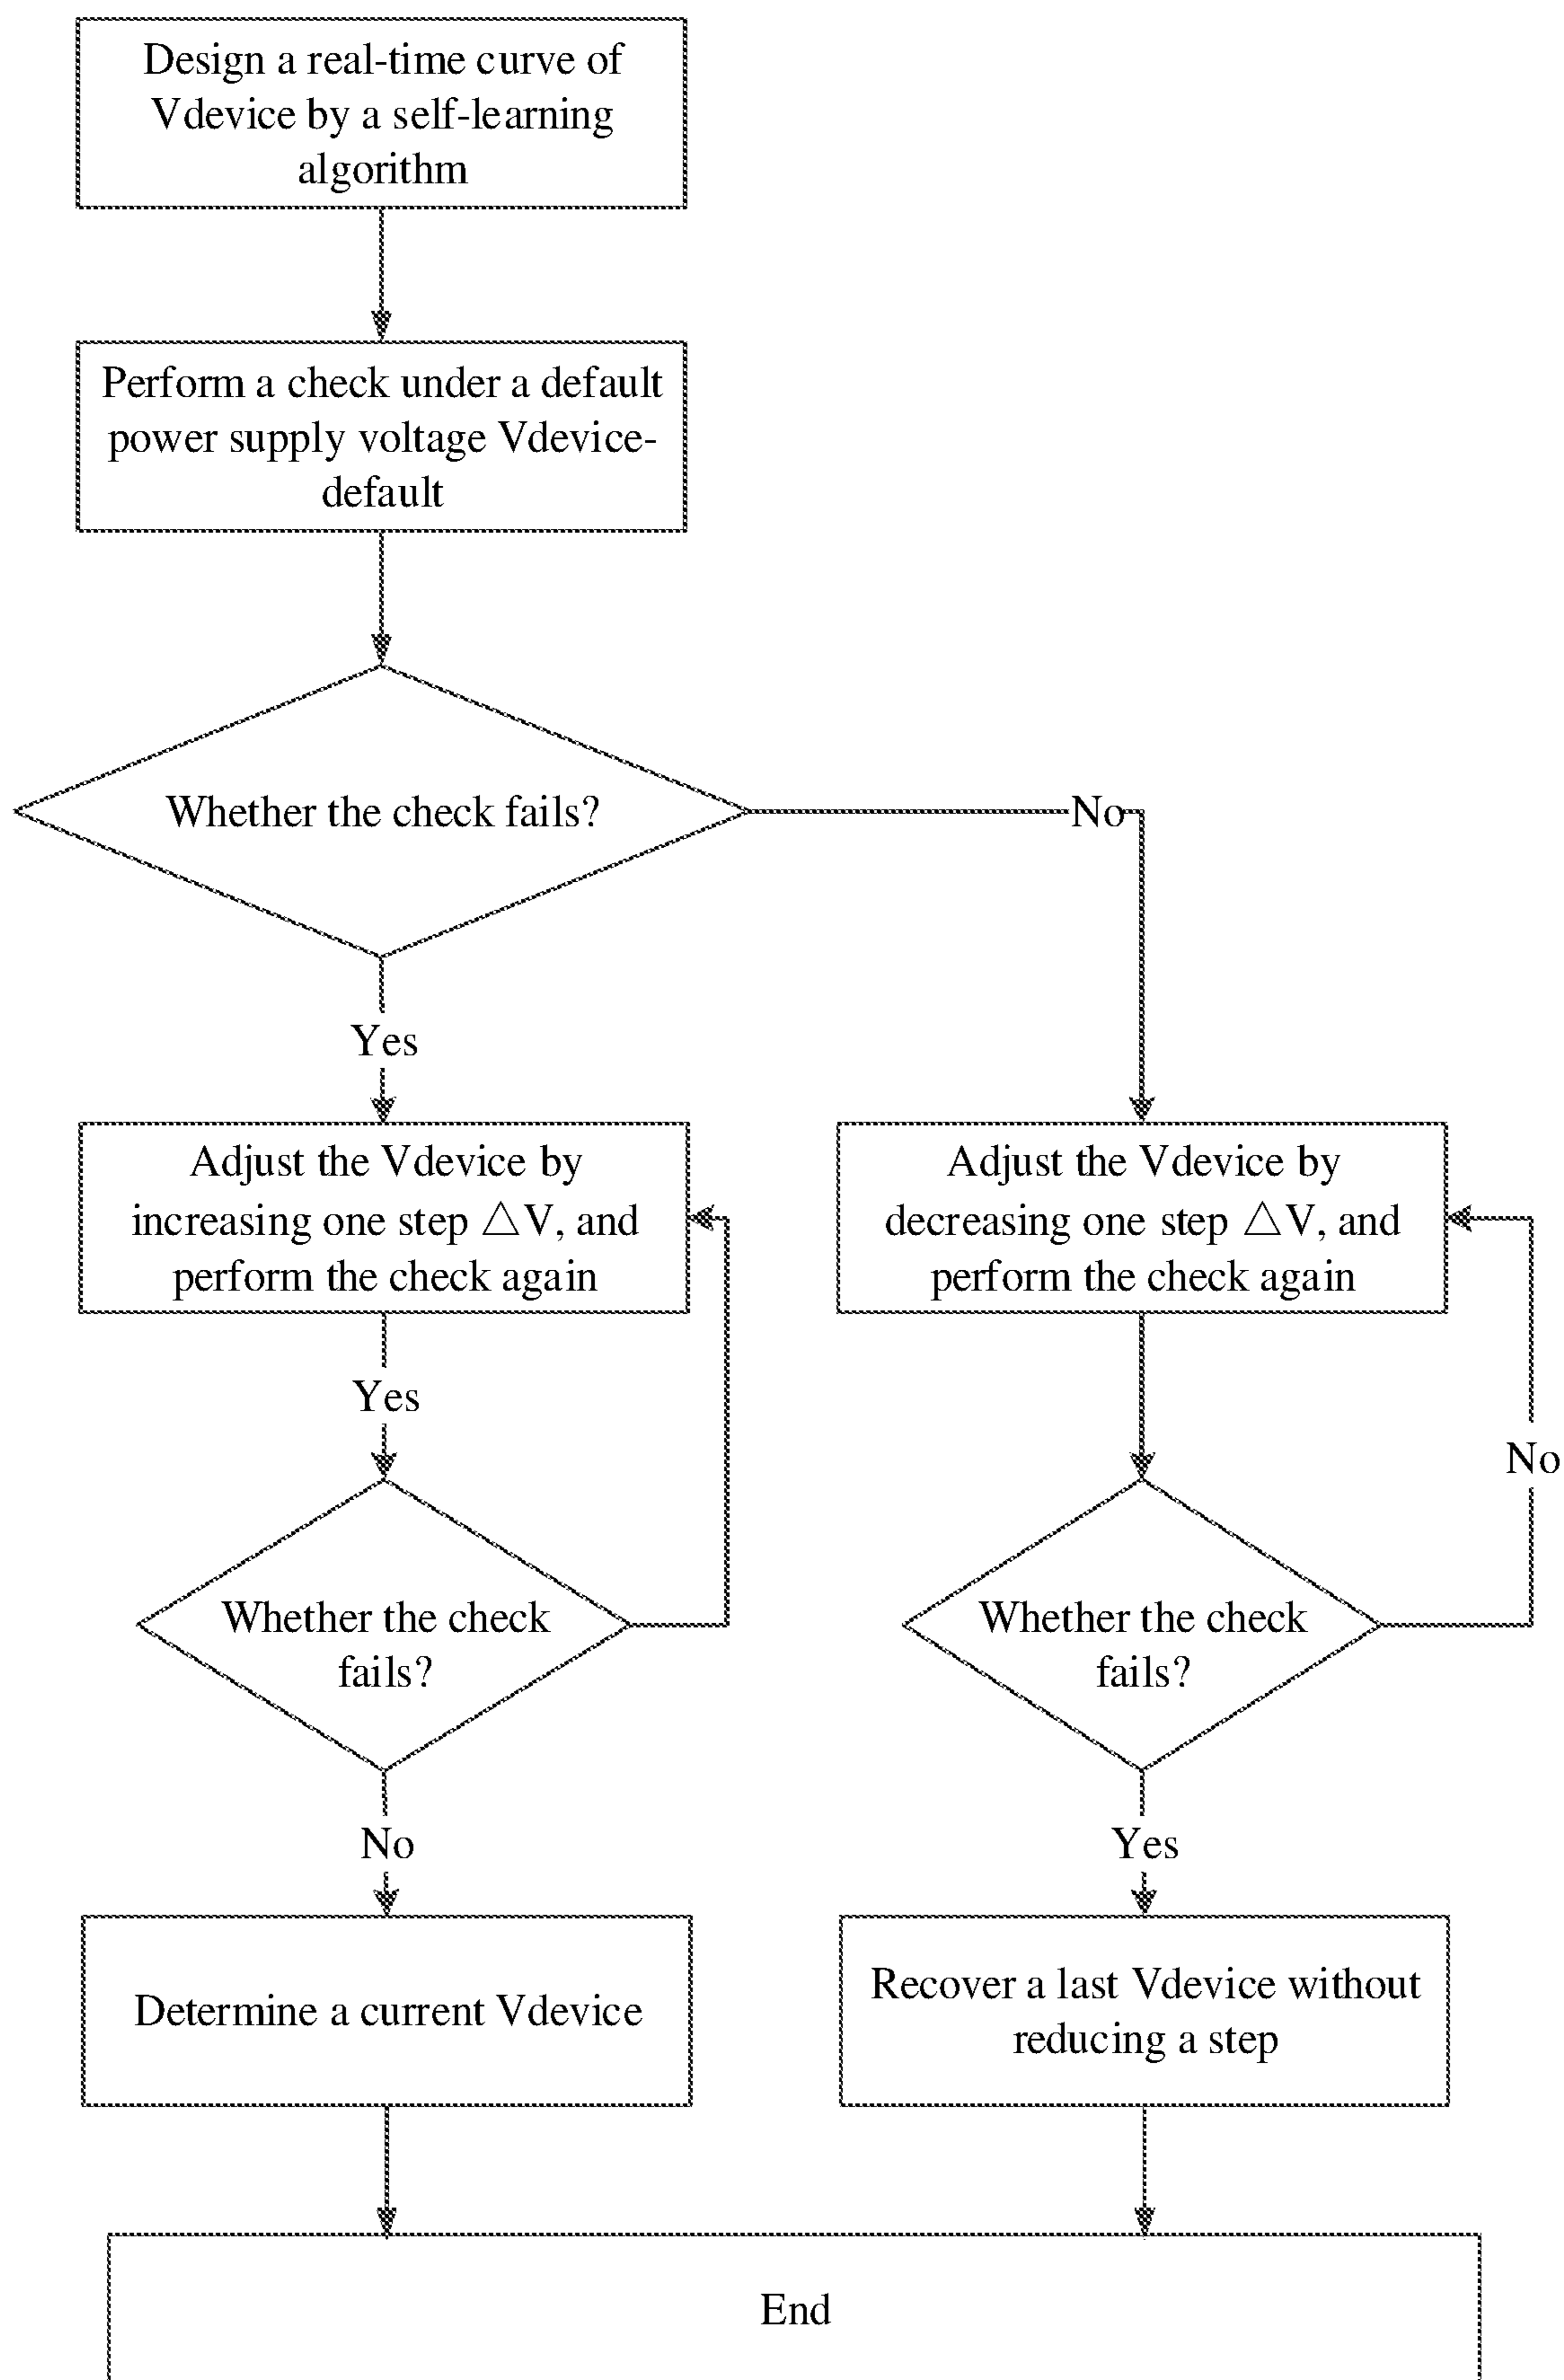 Design a real-time curve of
Vdevice by a self-learning
algorithm
Perform a check under a default
power supply voltage Vdevice-
default
Whether the check fails?
No
Yes
Adjust the Vdevice by
increasing one step △V, and
perform the check again
Adjust the Vdevice by
decreasing one step △V, and
perform the check again
Yes
No
Whether the check
fails?
Whether the check
fails?
No
Yes
Determine a current Vdevice
Recover a last Vdevice without
reducing a step
End